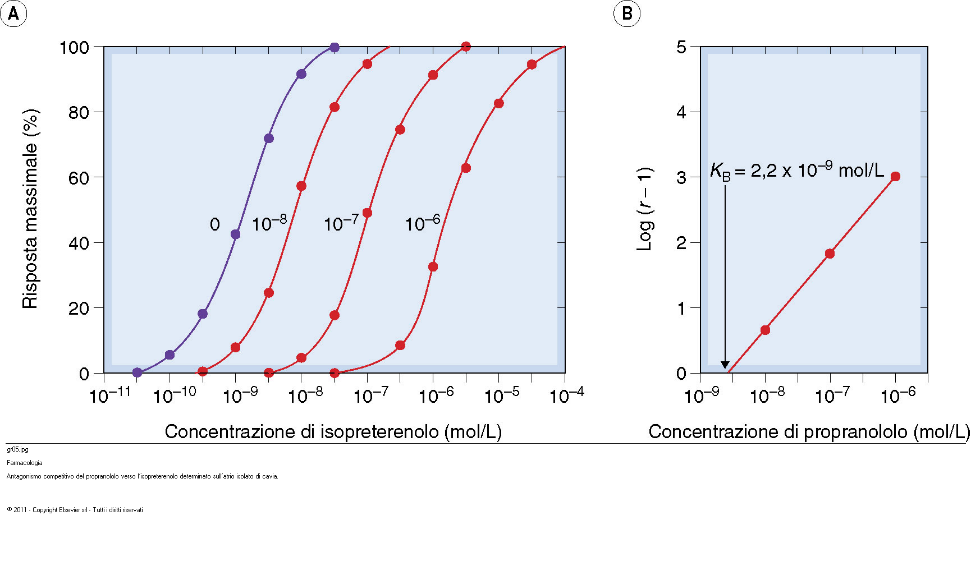 A
B
Risposta massimale (%)
100
80
60
40
20
0
0
10⁻⁸
10⁻⁷
10⁻⁶
10⁻¹¹ 10⁻¹⁰ 10⁻⁹ 10⁻⁸ 10⁻⁷ 10⁻⁶ 10⁻⁵ 10⁻⁴
Concentrazione di isopreterenolo (mol/L)
Log (r – 1)
5
4
3
2
1
0
K_B = 2,2 x 10⁻⁹ mol/L
10⁻⁹ 10⁻⁸ 10⁻⁷ 10⁻⁶
Concentrazione di propranololo (mol/L)
gr05.jpg
Farmacologia
Antagonismo competitivo del propranololo verso l'isopreterenolo determinato sull'atrio isolato di cavia.
© 2011 - Copyright Elsevier srl - Tutti i diritti riservati